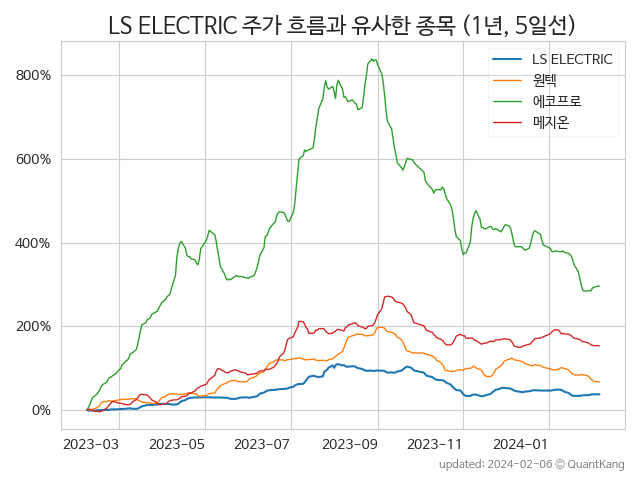 LS ELECTRIC 주가 흐름과 유사한 종목 (1년, 5일선)
LS ELECTRIC
원텍
에코프로
메지온
800%
600%
400%
200%
0%
2023-03 2023-05 2023-07 2023-09 2023-11 2024-01
updated: 2024-02-06 © QuantKang